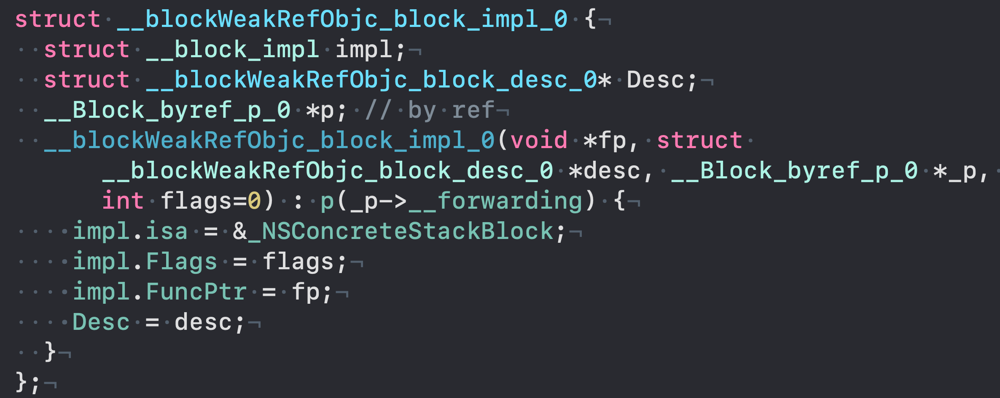 struct __blockWeakRefObjc_block_impl_0 {
  struct __block_impl impl;
  struct __blockWeakRefObjc_block_desc_0* Desc;
  __Block_byref_p_0 *p; // by ref
  __blockWeakRefObjc_block_impl_0(void *fp, struct
      __blockWeakRefObjc_block_desc_0 *desc, __Block_byref_p_0 *_p,
      int flags=0) : p(_p->__forwarding) {
    impl.isa = &_NSConcreteStackBlock;
    impl.Flags = flags;
    impl.FuncPtr = fp;
    Desc = desc;
  }
};